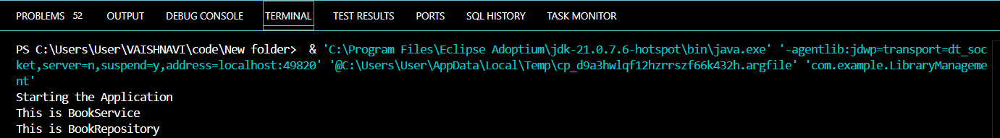 PROBLEMS 52 OUTPUT DEBUG CONSOLE TERMINAL TEST RESULTS PORTS SQL HISTORY TASK MONITOR
PS C:\Users\User\VAISHNAVI\code\New folder>  & 'C:\Program Files\Eclipse Adoptium\jdk-21.0.7.6-hotspot\bin\java.exe' '-agentlib:jdwp=transport=dt_soc
ket,server=n,suspend=y,address=localhost:49820' '@C:\Users\User\AppData\Local\Temp\cp_d9a3hwlqf12hzrrszf66k432h.argfile' 'com.example.LibraryManageme
nt'
Starting the Application
This is BookService
This is BookRepository